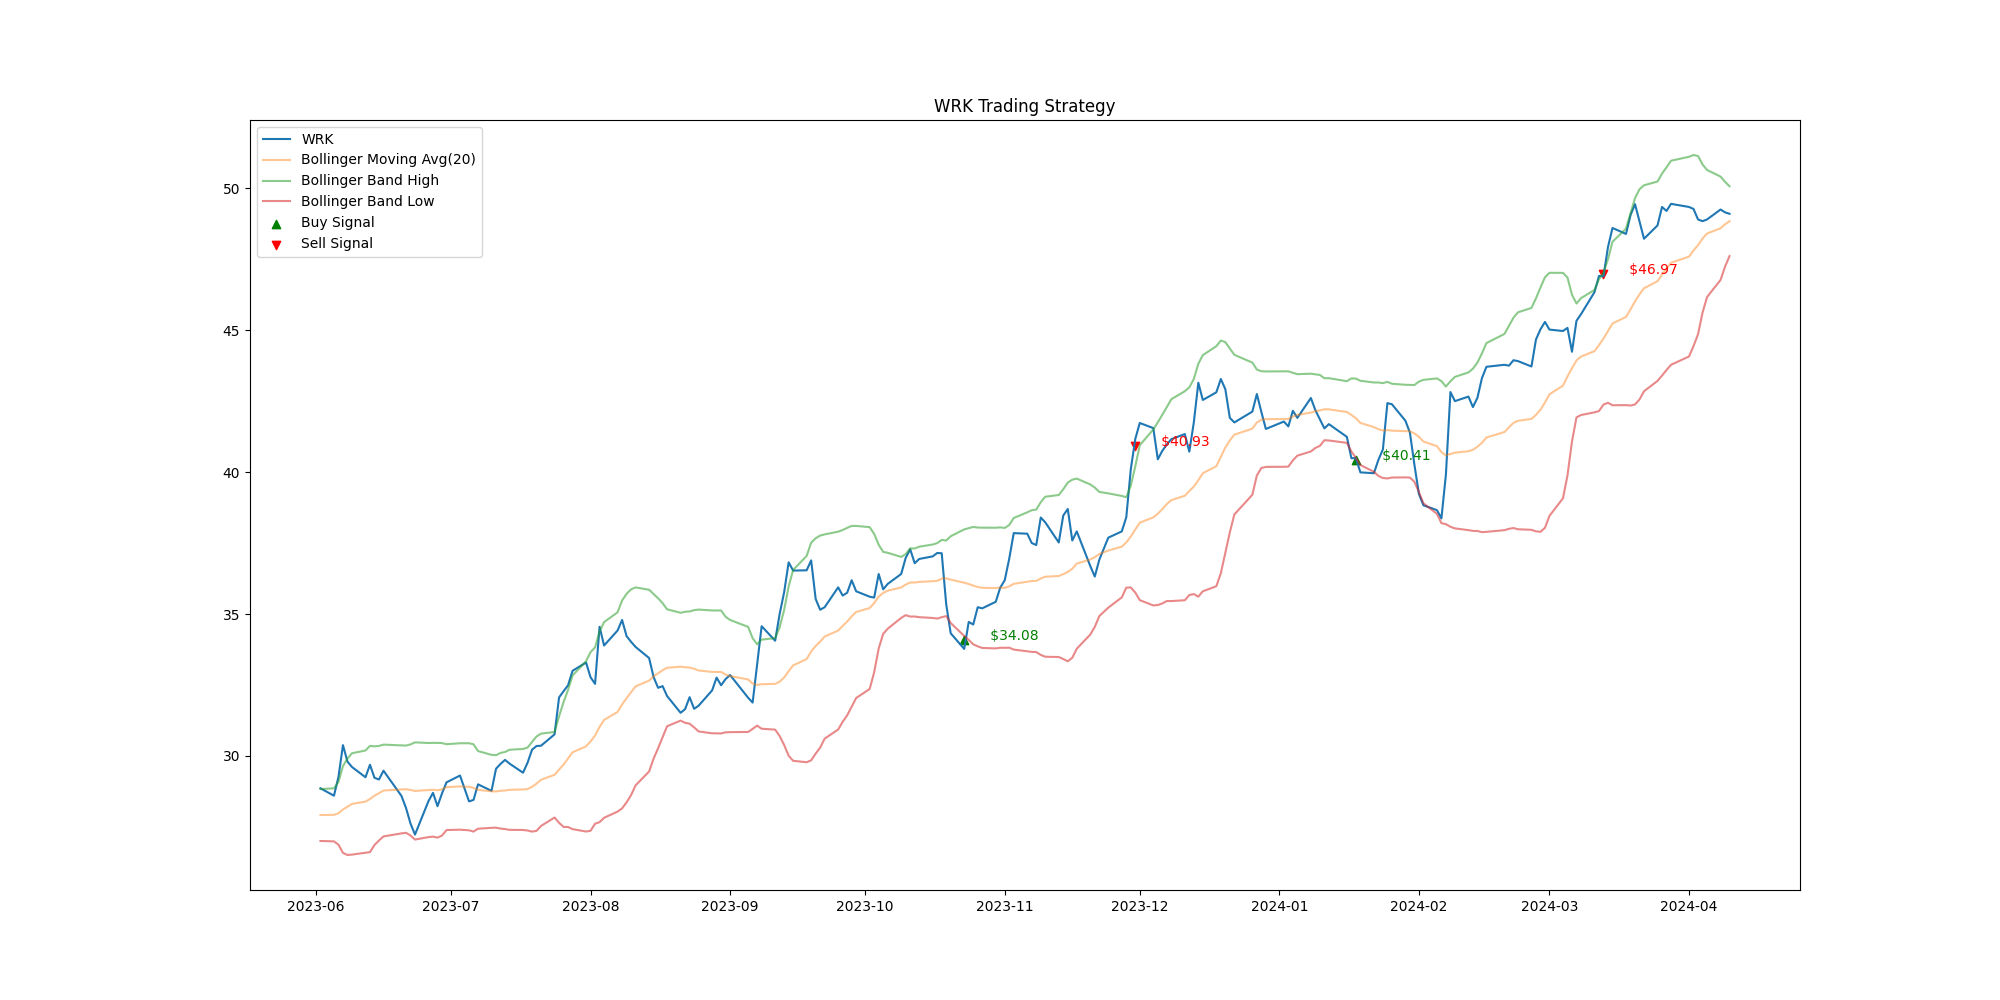 WRK Trading Strategy
WRK
Bollinger Moving Avg(20)
Bollinger Band High
Bollinger Band Low
Buy Signal
Sell Signal
50
45
40
35
30
$46.97
$40.93
$40.41
$34.08
2023-06 2023-07 2023-08 2023-09 2023-10 2023-11 2023-12 2024-01 2024-02 2024-03 2024-04